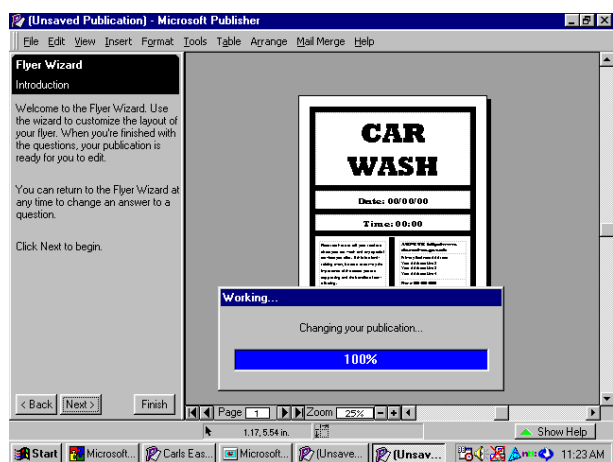 (Unsaved Publication) - Microsoft Publisher
File Edit View Insert Format Tools Table Arrange Mail Merge Help
Flyer Wizard
Introduction
Welcome to the Flyer Wizard. Use
the wizard to customize the layout of
your flyer. When you're finished with
the questions, your publication is
ready for you to edit.
You can return to the Flyer Wizard at
any time to change an answer to a
question.
Click Next to begin.
CAR
WASH
Date: 00/00/00
Time: 00:00
Working...
Changing your publication...
100%
< Back Next > Finish
Page 1 Zoom 25%
1.17, 5.54 in.
Show Help
Start Microsoft... Carls Eas... Microsoft... (Unsave... (Unsav... 11:23 AM